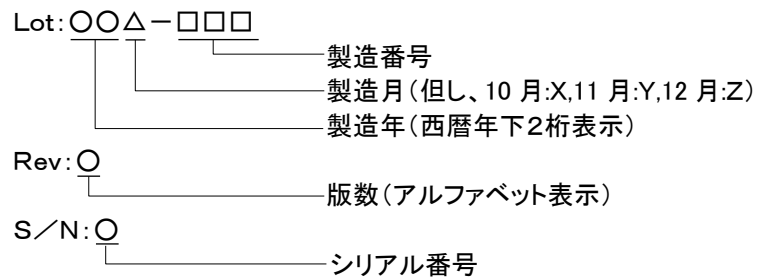 Lot:○○△－□□□
製造番号
製造月(但し、10 月:X,11 月:Y,12 月:Z)
製造年(西暦年下２桁表示)
Rev:○
版数(アルファベット表示)
S／N:○
シリアル番号